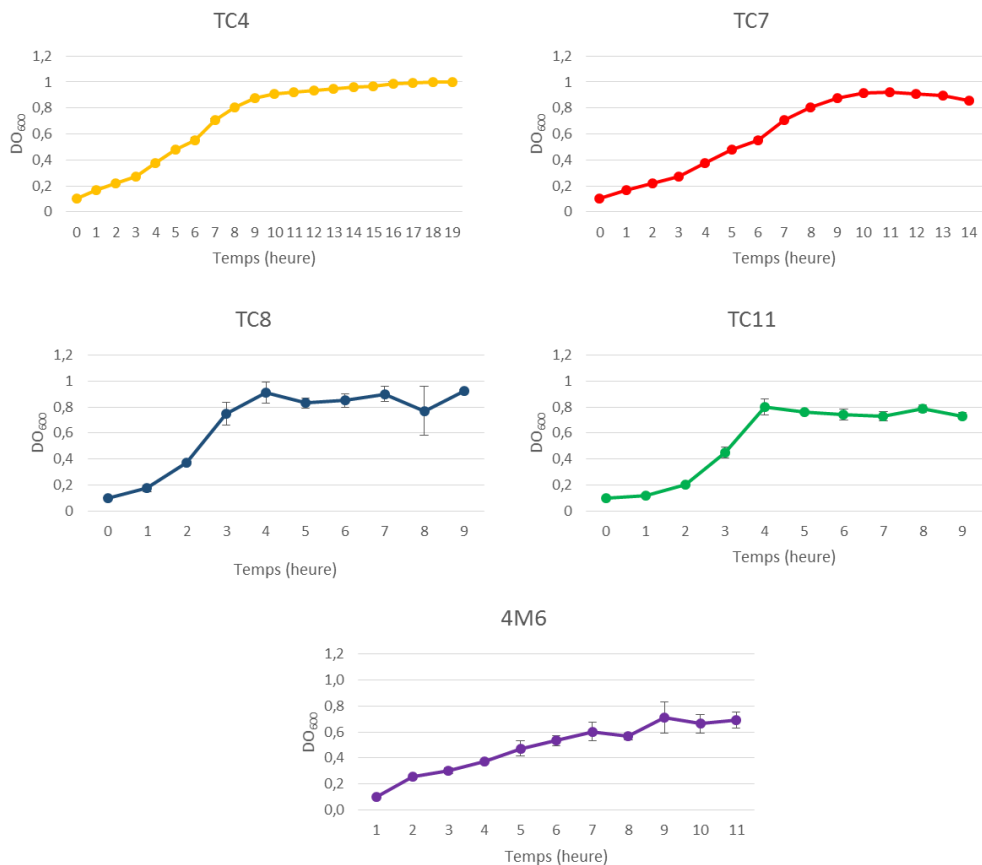 TC4
1,2
1
0,8
0,6
0,4
0,2
0
DO600
0 1 2 3 4 5 6 7 8 9 10 11 12 13 14 15 16 17 18 19
Temps (heure)
TC7
1,2
1
0,8
0,6
0,4
0,2
0
DO600
0 1 2 3 4 5 6 7 8 9 10 11 12 13 14
Temps (heure)
TC8
1,2
1
0,8
0,6
0,4
0,2
0
DO600
0 1 2 3 4 5 6 7 8 9
Temps (heure)
TC11
1,2
1
0,8
0,6
0,4
0,2
0
DO600
0 1 2 3 4 5 6 7 8 9
Temps (heure)
4M6
1,2
1,0
0,8
0,6
0,4
0,2
0,0
DO600
1 2 3 4 5 6 7 8 9 10 11
Temps (heure)